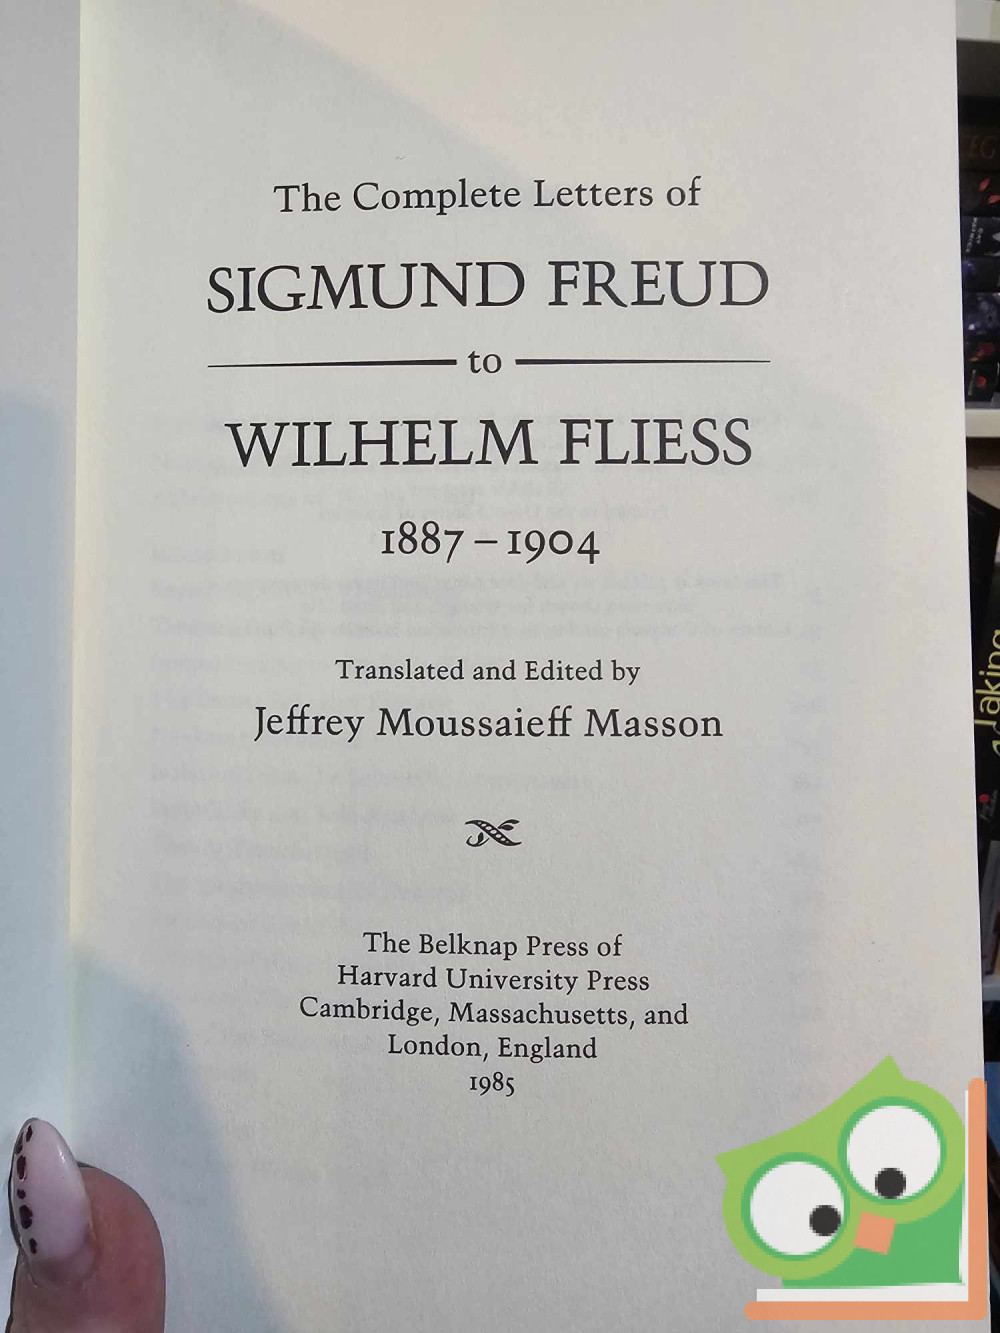 The Complete Letters of
SIGMUND FREUD
to
WILHELM FLIESS
1887 – 1904
Translated and Edited by
Jeffrey Moussaieff Masson
The Belknap Press of
Harvard University Press
Cambridge, Massachusetts, and
London, England
1985